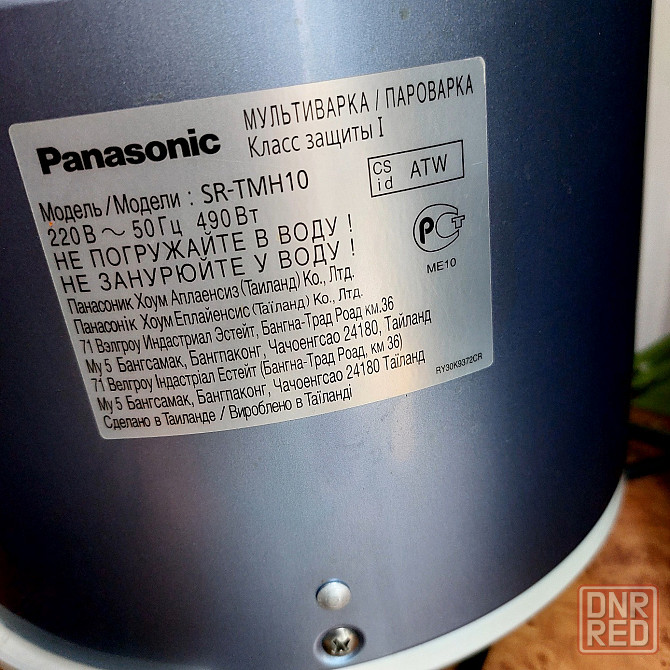 Panasonic
МУЛЬТИВАРКА / ПАРОВАРКА
Класс защиты I
Модель/Модели : SR-TMH10
CS id ATW
220 В ~ 50 Гц 490 Вт
НЕ ПОГРУЖАЙТЕ В ВОДУ !
НЕ ЗАНУРЮЙТЕ У ВОДУ !
РСТ
ME10
Панасоник Хоум Аплаенсиз (Таиланд) Ко., Лтд.
Панасонік Хоум Еплайенсис (Таїланд) Ко., Лтд.
71 Вэлгроу Индастриал Эстейт, Бангна-Трад Роад км.36
Му 5 Бангсамак, Бангпаконг, Чачоенгсао 24180, Тайланд
71 Велгроу Індастріал Естейт (Бангна-Трад Роад, км 36)
Му 5 Бангсамак, Бангпаконг, Чачоенгсао 24180 Таїланд
Сделано в Таиланде / Вироблено в Таїланді
RY30K9372CR
DNR
RED